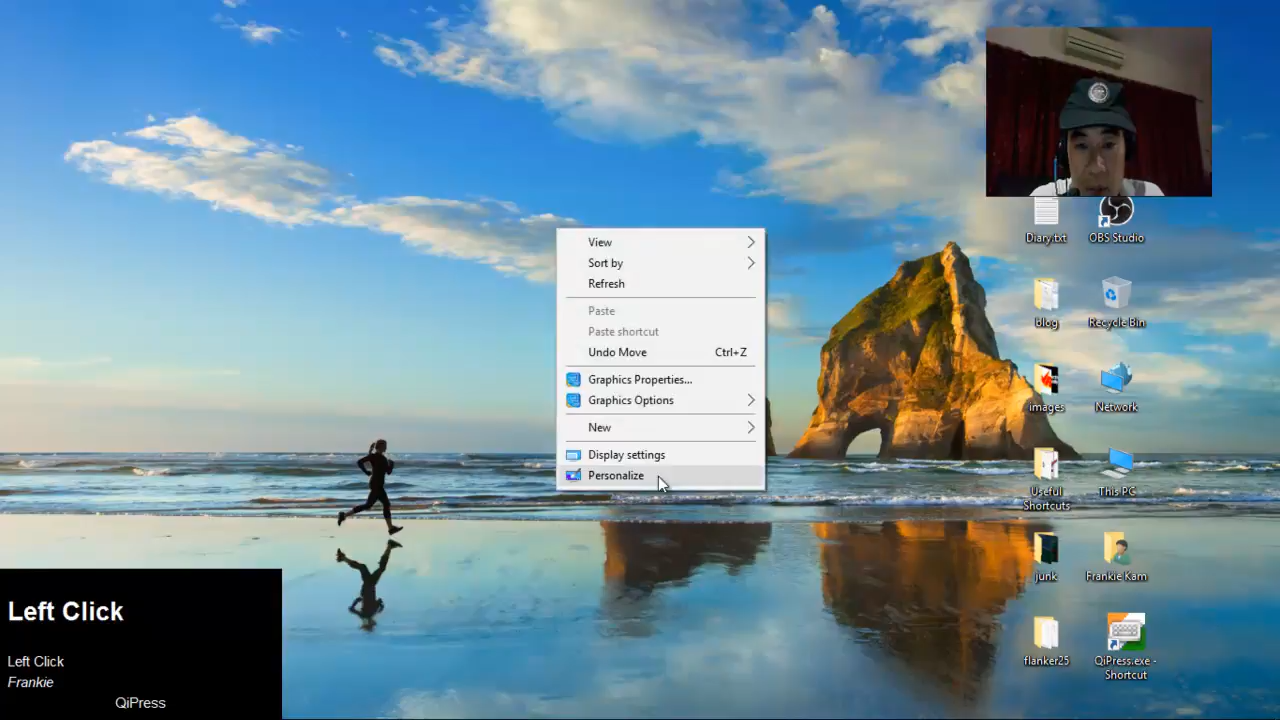 View
Sort by
Refresh
Paste
Paste shortcut
Undo Move Ctrl+Z
Graphics Properties...
Graphics Options
New
Display settings
Personalize
Diary.txt
OBS Studio
blog
Recycle Bin
images
Network
Useful
Shortcuts
This PC
junk
Frankie Kam
flanker25
QiPress.exe -
Shortcut
Left Click
Left Click
Frankie
QiPress